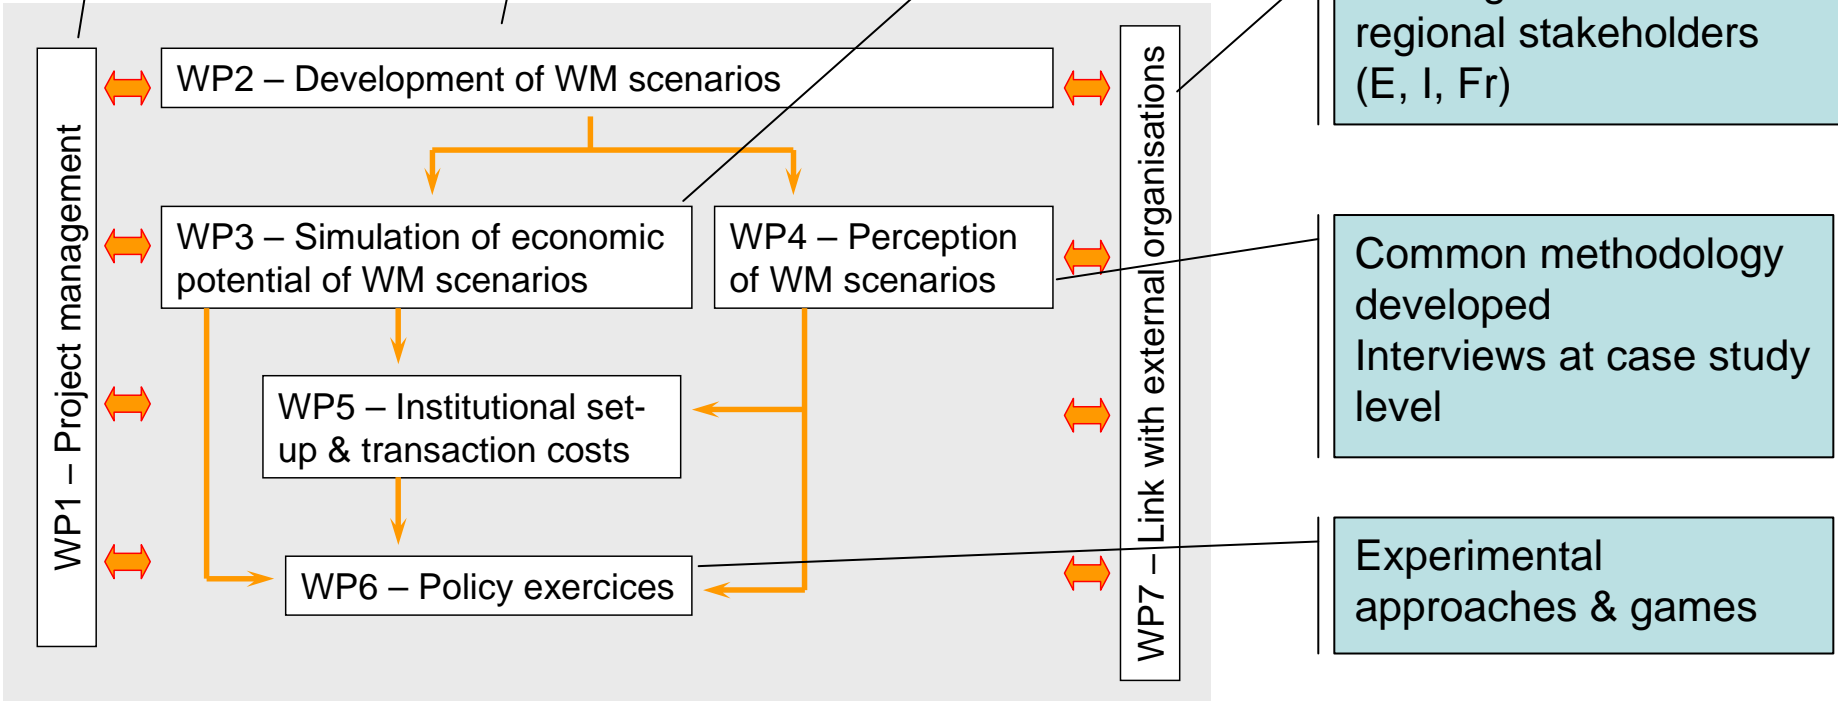 WP1 – Project management
WP2 – Development of WM scenarios
WP3 – Simulation of economic
potential of WM scenarios
WP4 – Perception
of WM scenarios
WP5 – Institutional set-
up & transaction costs
WP6 – Policy exercices
WP7 – Link with external organisations
regional stakeholders
(E, I, Fr)
Common methodology
developed
Interviews at case study
level
Experimental
approaches & games